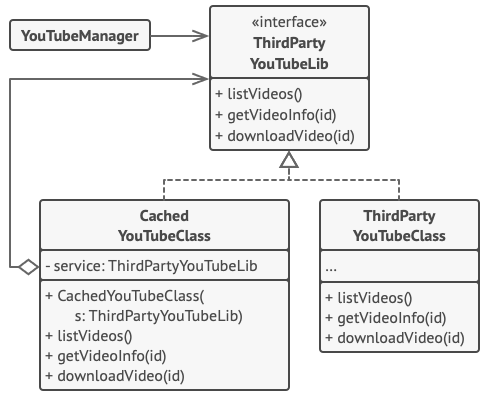 YouTubeManager
«interface»
ThirdParty
YouTubeLib
+ listVideos()
+ getVideoInfo(id)
+ downloadVideo(id)
Cached
YouTubeClass
- service: ThirdPartyYouTubeLib
+ CachedYouTubeClass(
s: ThirdPartyYouTubeLib)
+ listVideos()
+ getVideoInfo(id)
+ downloadVideo(id)
ThirdParty
YouTubeClass
...
+ listVideos()
+ getVideoInfo(id)
+ downloadVideo(id)